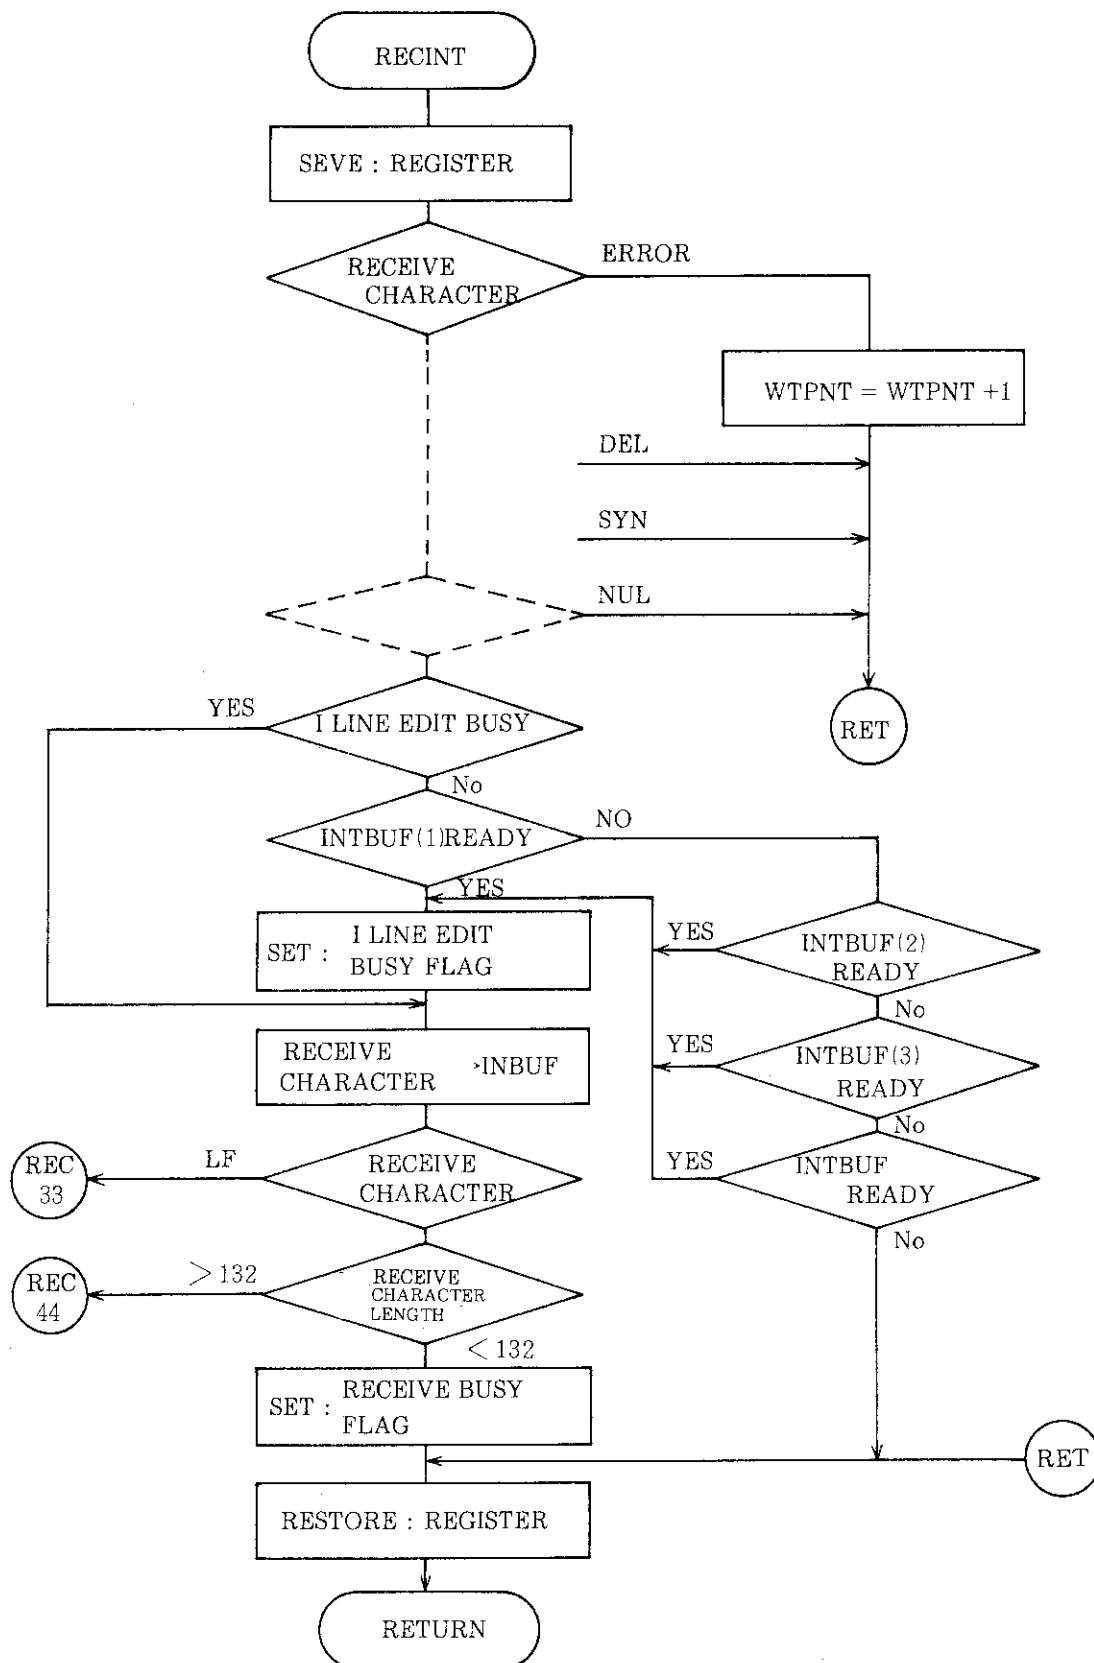 RECINT
SEVE : REGISTER
RECEIVE
CHARACTER
ERROR
WTPNT = WTPNT +1
DEL
SYN
NUL
RET
YES
I LINE EDIT BUSY
No
INTBUF(1)READY
NO
YES
SET : I LINE EDIT
BUSY FLAG
YES
INTBUF(2)
READY
No
RECEIVE
CHARACTER >INBUF
YES
INTBUF(3)
READY
No
REC
33
LF
RECEIVE
CHARACTER
YES
INTBUF
READY
No
REC
44
>132
RECEIVE
CHARACTER
LENGTH
<132
SET : RECEIVE BUSY
FLAG
RET
RESTORE : REGISTER
RETURN